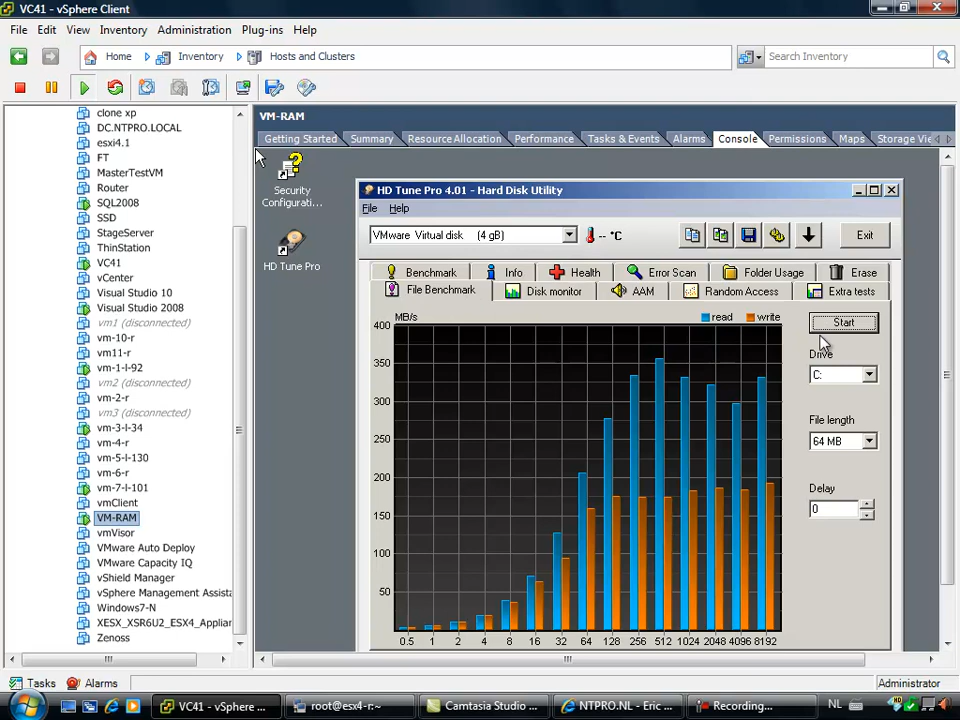 VC41 - vSphere Client
File Edit View Inventory Administration Plug-ins Help
Home Inventory Hosts and Clusters
Search Inventory
clone xp
DC.NTPRO.LOCAL
esxi4.1
FT
MasterTestVM
Router
SQL2008
SSD
StageServer
ThinStation
VC41
vCenter
Visual Studio 10
Visual Studio 2008
vm1 (disconnected)
vm-10-r
vm11-r
vm-1-l-92
vm2 (disconnected)
vm-2-r
vm3 (disconnected)
vm-3-l-34
vm-4-r
vm-5-l-130
vm-6-r
vm-7-l-101
vmClient
VM-RAM
vmVisor
VMware Auto Deploy
VMware Capacity IQ
vShield Manager
vSphere Management Assista
Windows7-N
XESX_XSR6U2_ESX4_Applian
Zenoss
VM-RAM
Getting Started Summary Resource Allocation Performance Tasks & Events Alarms Console Permissions Maps Storage Vie
Security
Configurati...
HD Tune Pro
HD Tune Pro 4.01 - Hard Disk Utility
File Help
VMware Virtual disk (4 gB)
-- °C
Exit
Benchmark Info Health Error Scan Folder Usage Erase
File Benchmark Disk monitor AAM Random Access Extra tests
MB/s
read write
400
350
300
250
200
150
100
50
0.5 1 2 4 8 16 32 64 128 256 512 1024 2048 4096 8192
Start
Drive
C:
File length
64 MB
Delay
0
Tasks Alarms
Administrator
VC41 - vSphere ...
root@esx4-r:~
Camtasia Studio ...
NTPRO.NL - Eric ...
Recording...
NL